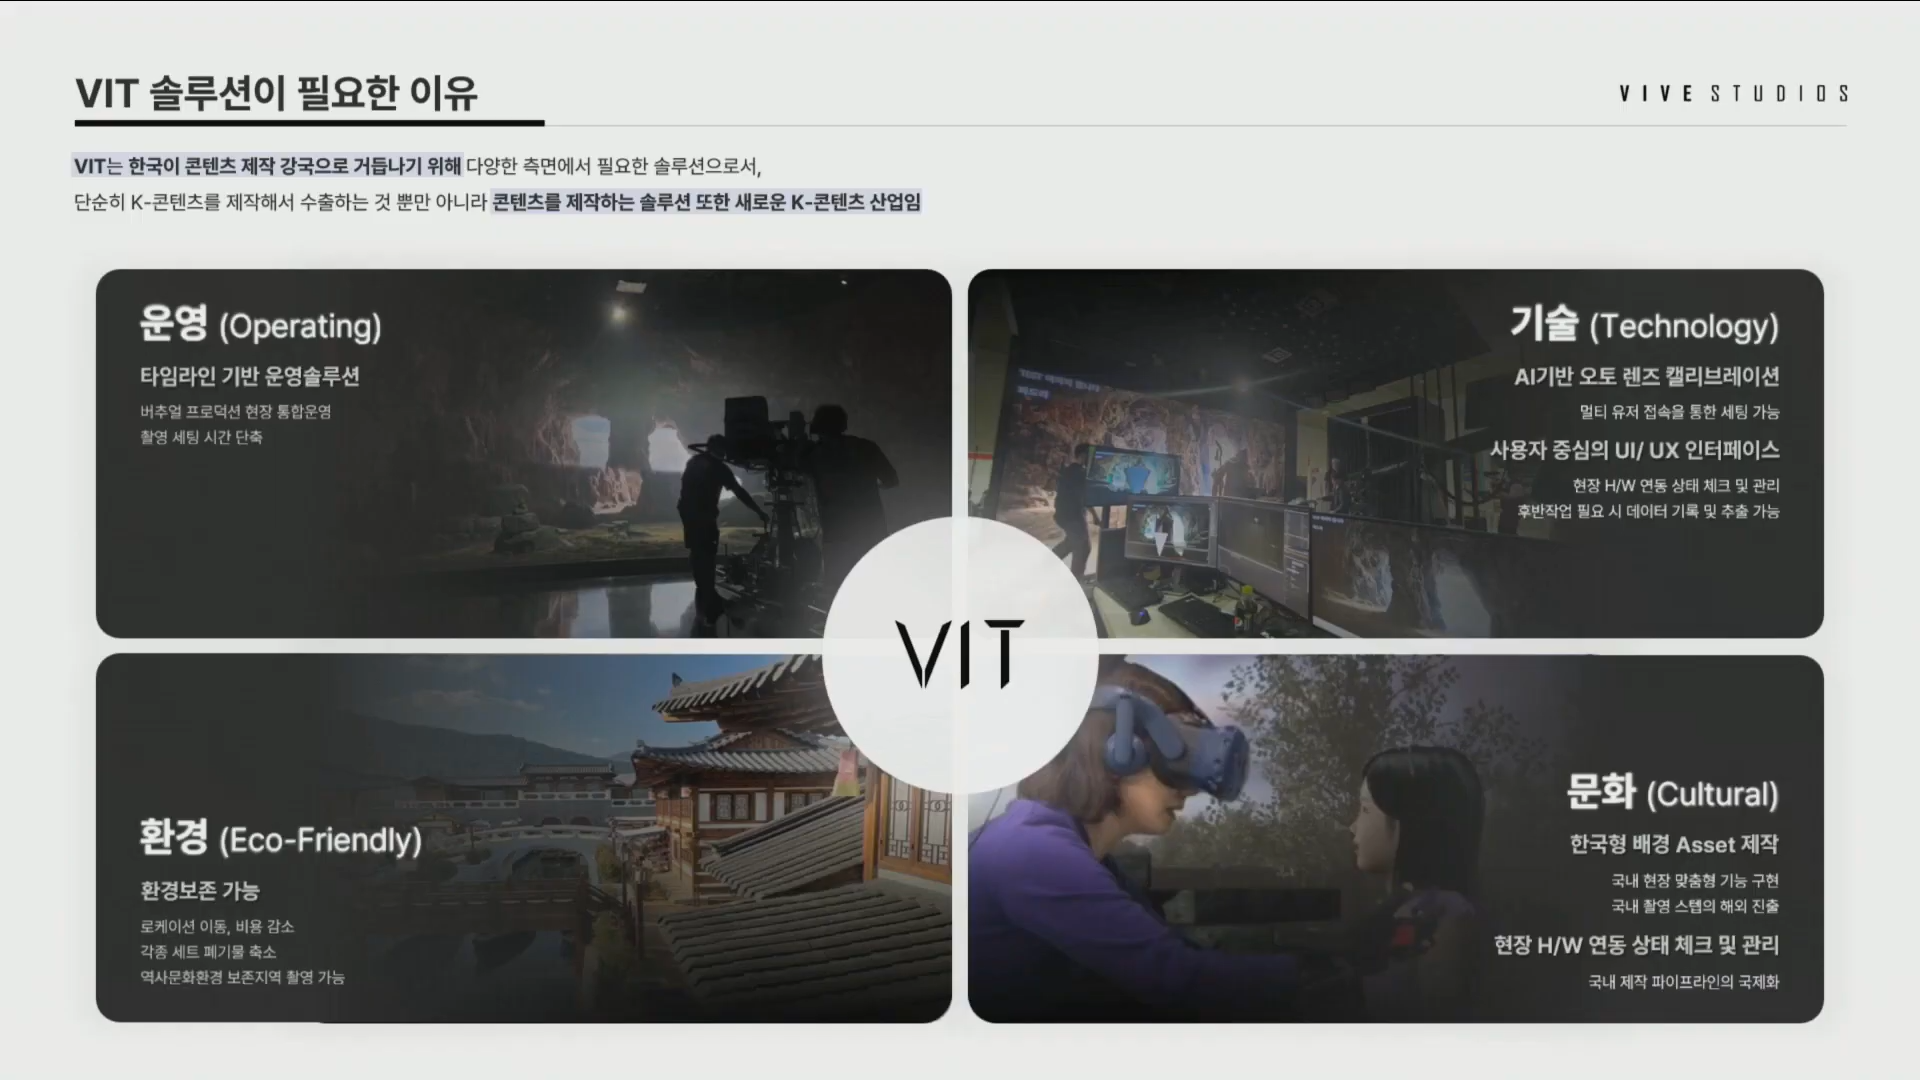 VIT 솔루션이 필요한 이유
VIVE STUDIOS
VIT는 한국이 콘텐츠 제작 강국으로 거듭나기 위해 다양한 측면에서 필요한 솔루션으로서,
단순히 K-콘텐츠를 제작해서 수출하는 것 뿐만 아니라 콘텐츠를 제작하는 솔루션 또한 새로운 K-콘텐츠 산업임
운영 (Operating)
타임라인 기반 운영솔루션
버추얼 프로덕션 현장 통합운영
촬영 세팅 시간 단축
기술 (Technology)
AI기반 오토 렌즈 캘리브레이션
멀티 유저 접속을 통한 세팅 가능
사용자 중심의 UI/ UX 인터페이스
현장 H/W 연동 상태 체크 및 관리
후반작업 필요 시 데이터 기록 및 추출 가능
VIT
환경 (Eco-Friendly)
환경보존 가능
로케이션 이동, 비용 감소
각종 세트 폐기물 축소
역사문화환경 보존지역 촬영 가능
문화 (Cultural)
한국형 배경 Asset 제작
국내 현장 맞춤형 기능 구현
국내 촬영 스텝의 해외 진출
현장 H/W 연동 상태 체크 및 관리
국내 제작 파이프라인의 국제화